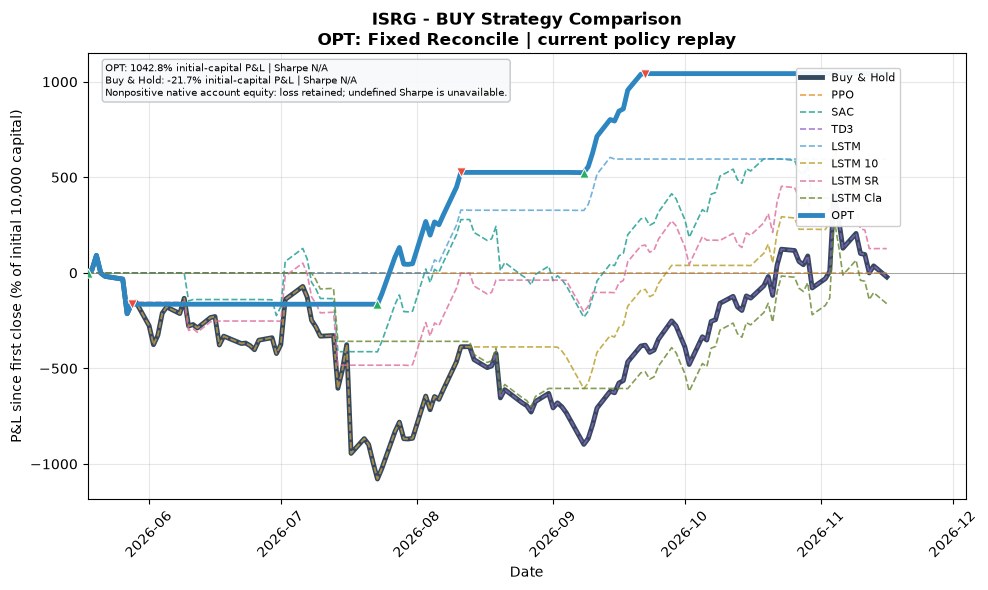 ISRG - BUY Strategy Comparison
OPT: Fixed Reconcile | current policy replay
OPT: 1042.8% initial-capital P&L | Sharpe N/A
Buy & Hold: -21.7% initial-capital P&L | Sharpe N/A
Nonpositive native account equity: loss retained; undefined Sharpe is unavailable.
Buy & Hold
PPO
SAC
TD3
LSTM
LSTM 10
LSTM SR
LSTM Cla
OPT
P&L since first close (% of initial 10,000 capital)
1000
500
0
−500
−1000
2026-06
2026-07
2026-08
2026-09
2026-10
2026-11
2026-12
Date